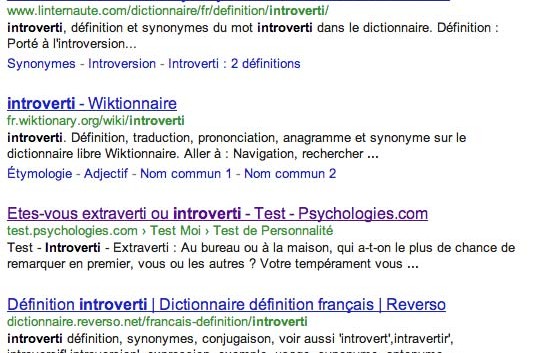 www.linternaute.com/dictionnaire/fr/definition/introverti/
introverti, définition et synonymes du mot introverti dans le dictionnaire. Définition :
Porté à l'introversion...
Synonymes - Introversion - Introverti : 2 définitions
introverti - Wiktionnaire
fr.wiktionary.org/wiki/introverti
introverti. Définition, traduction, prononciation, anagramme et synonyme sur le
dictionnaire libre Wiktionnaire. Aller à : Navigation, rechercher ...
Étymologie - Adjectif - Nom commun 1 - Nom commun 2
Etes-vous extraverti ou introverti - Test - Psychologies.com
test.psychologies.com › Test Moi › Test de Personnalité
Test - Introverti - Extraverti : Au bureau ou à la maison, qui a-t-on le plus de chance de
remarquer en premier, vous ou les autres ? Votre tempérament vous ...
Définition introverti | Dictionnaire définition français | Reverso
dictionnaire.reverso.net/francais-definition/introverti
introverti définition, synonymes, conjugaison, voir aussi 'introvert','intravertir',